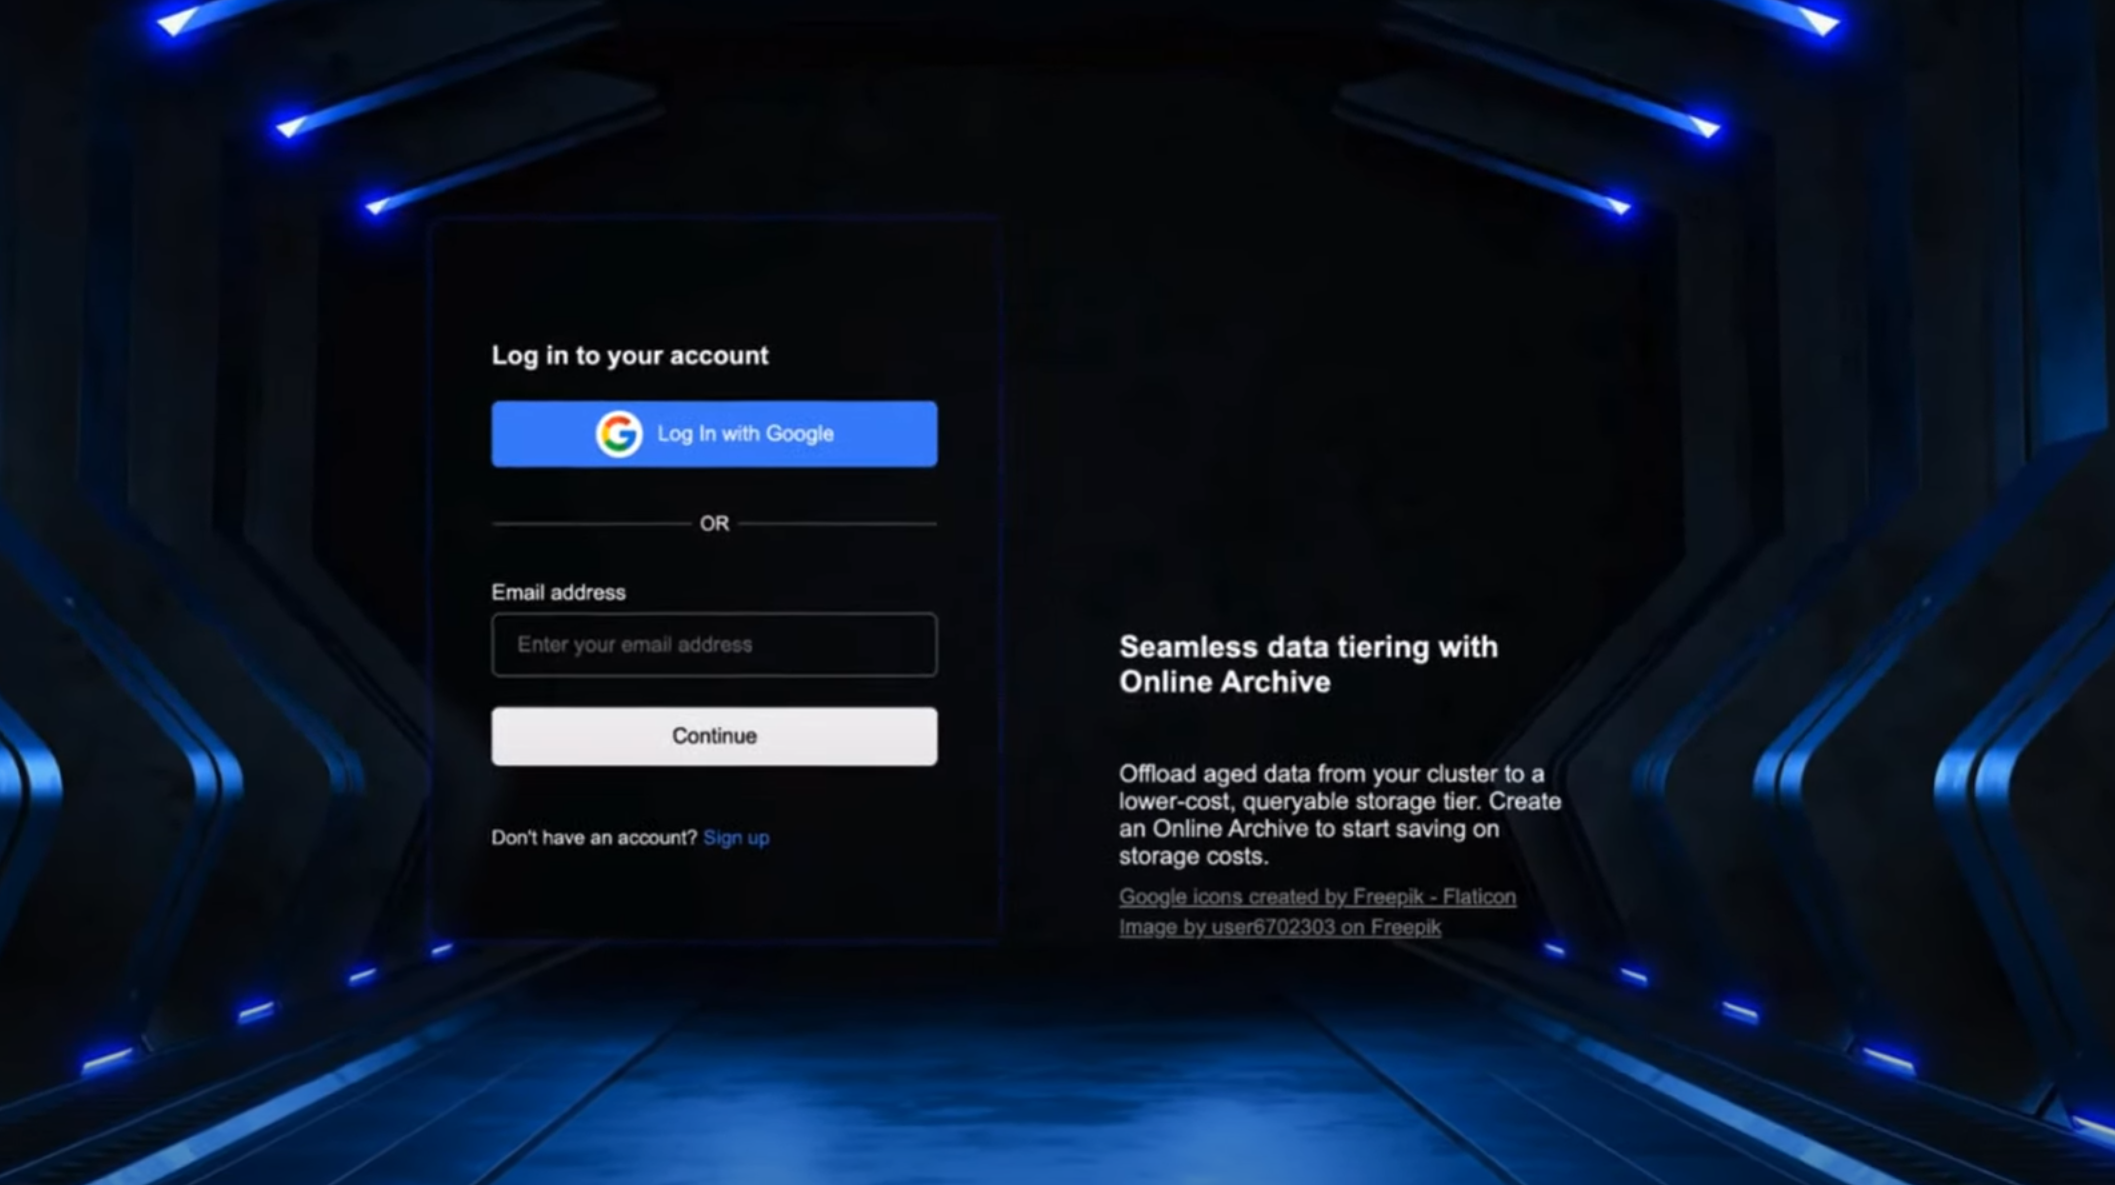 Log in to your account
Log In with Google
OR
Email address
Enter your email address
Continue
Don't have an account? Sign up
Seamless data tiering with
Online Archive
Offload aged data from your cluster to a
lower-cost, queryable storage tier. Create
an Online Archive to start saving on
storage costs.
Google icons created by Freepik - Flaticon
Image by user6702303 on Freepik